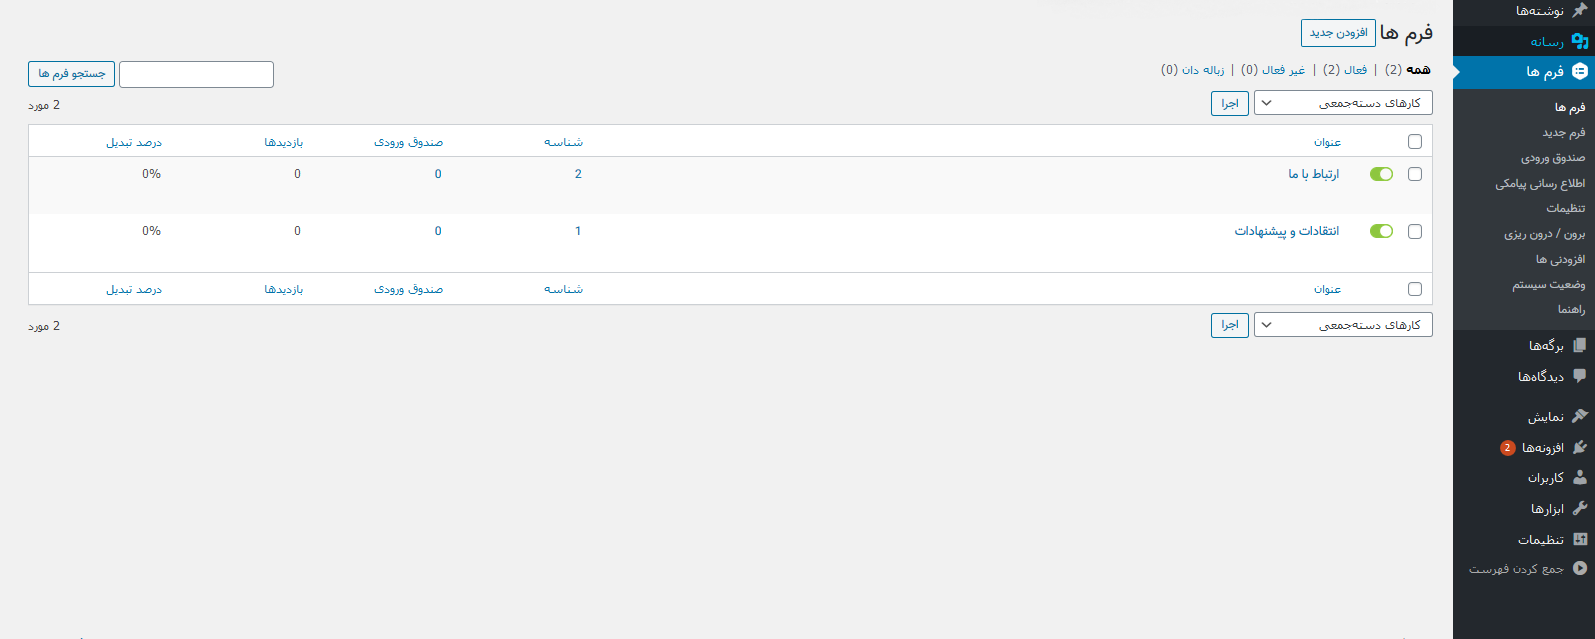 نوشته‌ها
رسانه
فرم ها
فرم ها
فرم جدید
صندوق ورودی
اطلاع رسانی پیامکی
تنظیمات
برون / درون ریزی
افزودنی ها
وضعیت سیستم
راهنما
برگه‌ها
دیدگاه‌ها
نمایش
افزونه‌ها 2
کاربران
ابزارها
تنظیمات
جمع کردن فهرست
فرم ها افزودن جدید
همه (2) | فعال (2) | غیر فعال (0) | زباله دان (0)
جستجو فرم ها
کارهای دسته‌جمعی اجرا 2 مورد
عنوان شناسه صندوق ورودی بازدیدها درصد تبدیل
ارتباط با ما 2 0 0 0%
انتقادات و پیشنهادات 1 0 0 0%
عنوان شناسه صندوق ورودی بازدیدها درصد تبدیل
کارهای دسته‌جمعی اجرا 2 مورد